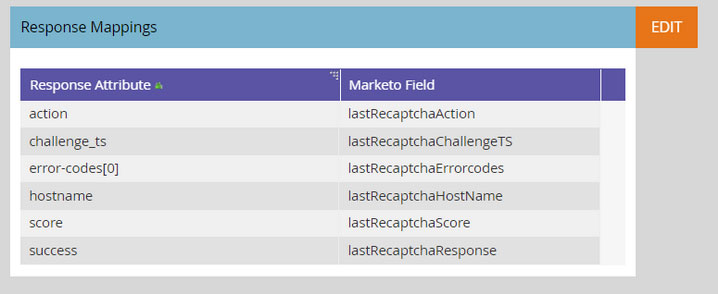 Response Mappings EDIT
Response Attribute Marketo Field
action lastRecaptchaAction
challenge_ts lastRecaptchaChallengeTS
error-codes[0] lastRecaptchaErrorcodes
hostname lastRecaptchaHostName
score lastRecaptchaScore
success lastRecaptchaResponse